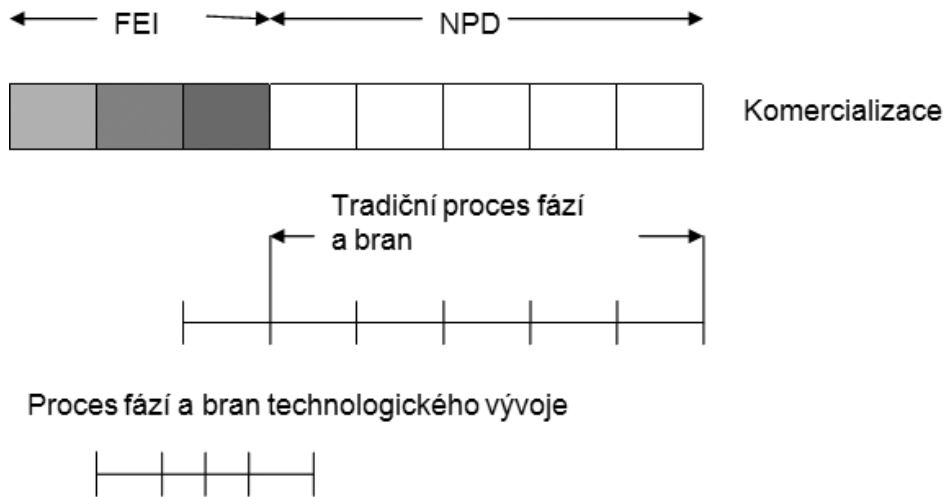 FEI
NPD
Komercializace
Tradiční proces fází
a bran
Proces fází a bran technologického vývoje